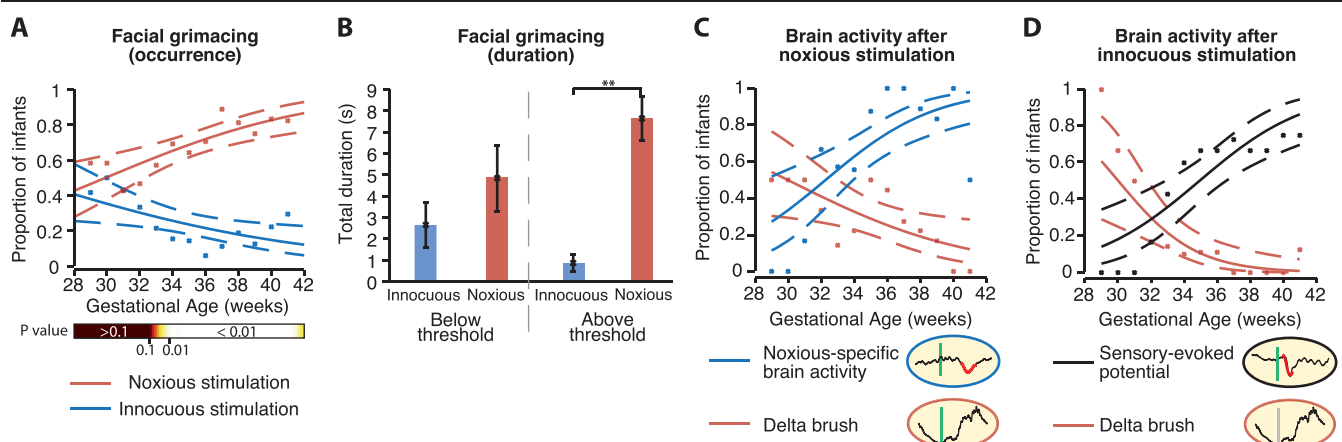 A
Facial grimacing
(occurrence)
Proportion of infants
1
0.8
0.6
0.4
0.2
0
28 30 32 34 36 38 40 42
Gestational Age (weeks)
P value
>0.1
< 0.01
0.1 0.01
Noxious stimulation
Innocuous stimulation
B
Facial grimacing
(duration)
Total duration (s)
9
8
7
6
5
4
3
2
1
0
**
Innocuous Noxious Innocuous Noxious
Below
threshold
Above
threshold
C
Brain activity after
noxious stimulation
Proportion of infants
1
0.8
0.6
0.4
0.2
0
28 30 32 34 36 38 40 42
Gestational Age (weeks)
Noxious-specific
brain activity
Delta brush
D
Brain activity after
innocuous stimulation
Proportion of infants
1
0.8
0.6
0.4
0.2
0
28 30 32 34 36 38 40 42
Gestational Age (weeks)
Sensory-evoked
potential
Delta brush